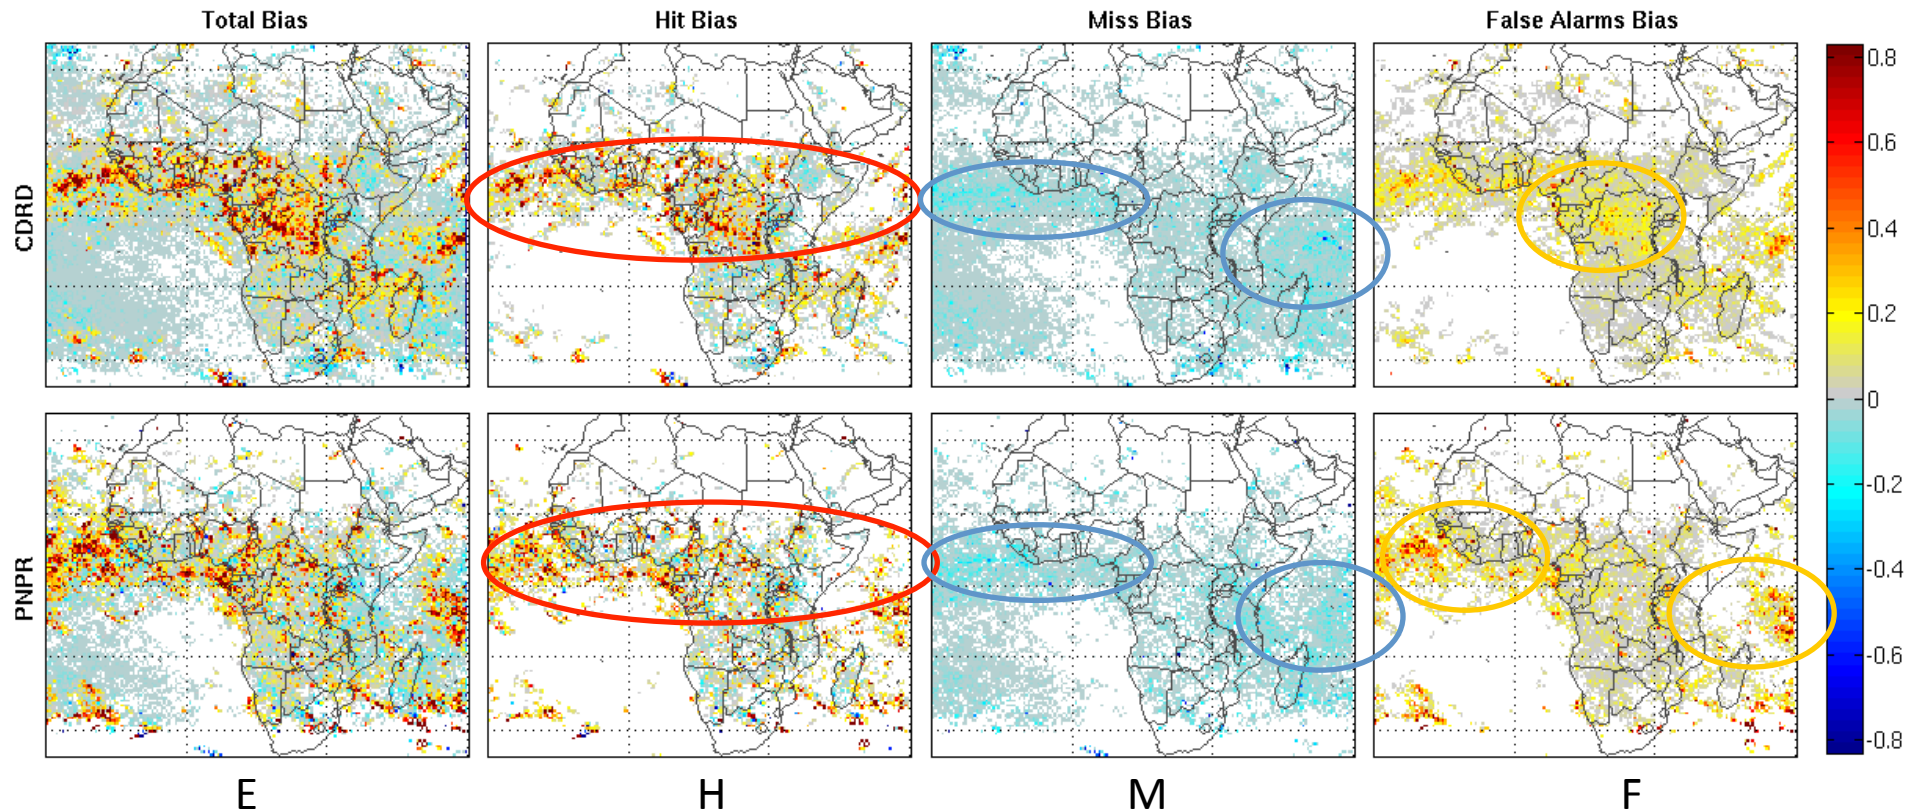 Total Bias
Hit Bias
Miss Bias
False Alarms Bias
CDRD
PNPR
0.8
0.6
0.4
0.2
0
-0.2
-0.4
-0.6
-0.8
E
H
M
F